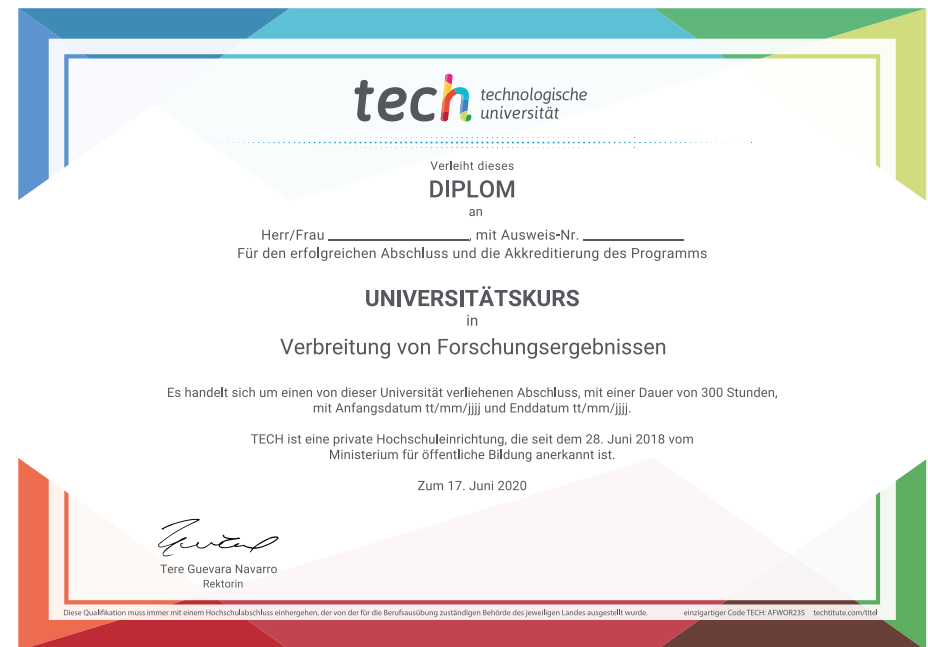 tech technologische
universität
Verleiht dieses
DIPLOM
an
Herr/Frau ____________________, mit Ausweis-Nr. ______________
Für den erfolgreichen Abschluss und die Akkreditierung des Programms
UNIVERSITÄTSKURS
in
Verbreitung von Forschungsergebnissen
Es handelt sich um einen von dieser Universität verliehenen Abschluss, mit einer Dauer von 300 Stunden,
mit Anfangsdatum tt/mm/jjjj und Enddatum tt/mm/jjjj.
TECH ist eine private Hochschuleinrichtung, die seit dem 28. Juni 2018 vom
Ministerium für öffentliche Bildung anerkannt ist.
Zum 17. Juni 2020
Tere Guevara Navarro
Rektorin
Diese Qualifikation muss immer mit einem Hochschulabschluss einhergehen, der von der für die Berufsausübung zuständigen Behörde des jeweiligen Landes ausgestellt wurde. einzigartiger Code TECH: AFWOR23S techtitute.com/titel